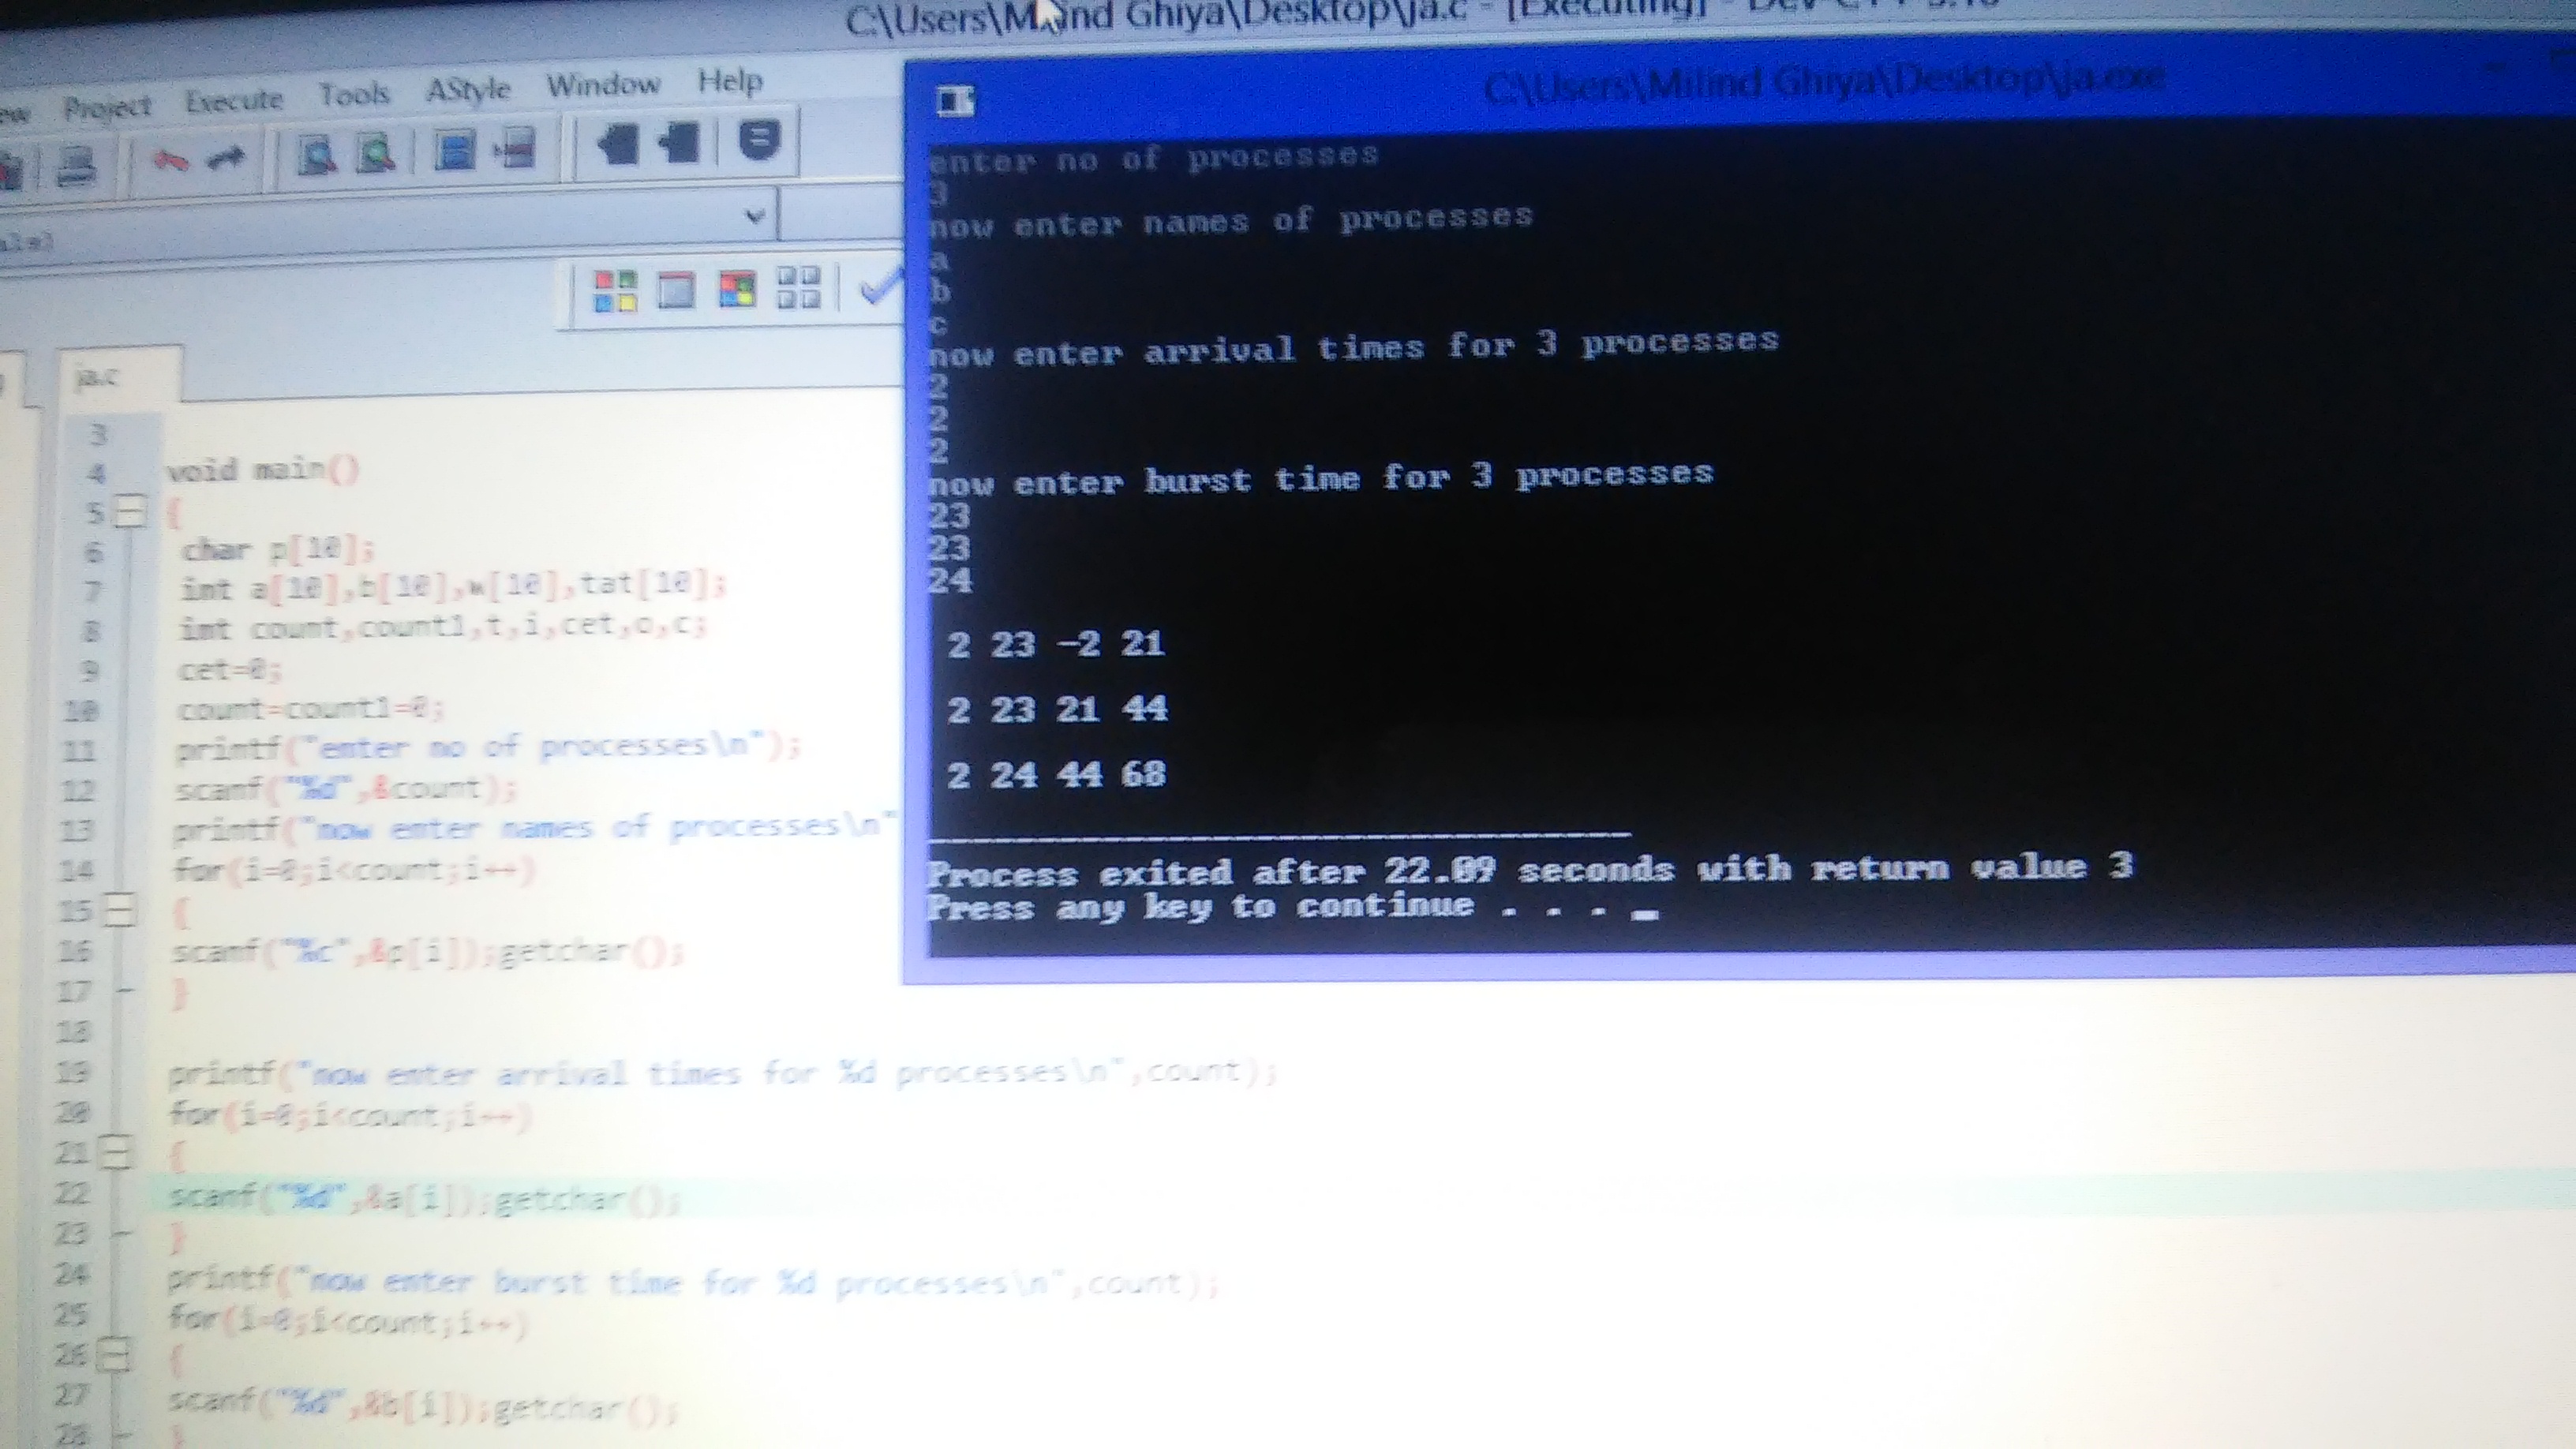 C:\Users\Milind Ghiya\Desktop\ja.c - [Executing] - Dev-C++
Project Execute Tools AStyle Window Help
ja.c
3
4 void main()
5 {
6 char p[10];
7 int a[10],b[10],w[10],tat[10];
8 int count,count1,t,i,cet,o,c;
9 cet=0;
10 count=count1=0;
11 printf("enter no of processes\n");
12 scanf("%d",&count);
13 printf("now enter names of processes\n"
14 for(i=0;i<count;i++)
15 {
16 scanf("%c",&p[i]);getchar();
17 }
18
19 printf("now enter arrival times for %d processes\n",count);
20 for(i=0;i<count;i++)
21 {
22 scanf("%d",&a[i]);getchar();
23 }
24 printf("now enter burst time for %d processes\n",count);
25 for(i=0;i<count;i++)
26 {
27 scanf("%d",&b[i]);getchar();
28 }
C:\Users\Milind Ghiya\Desktop\ja.exe
enter no of processes
3
now enter names of processes
a
b
c
now enter arrival times for 3 processes
2
2
2
now enter burst time for 3 processes
23
23
24
2 23 -2 21
2 23 21 44
2 24 44 68
--------------------------------
Process exited after 22.09 seconds with return value 3
Press any key to continue . . . _